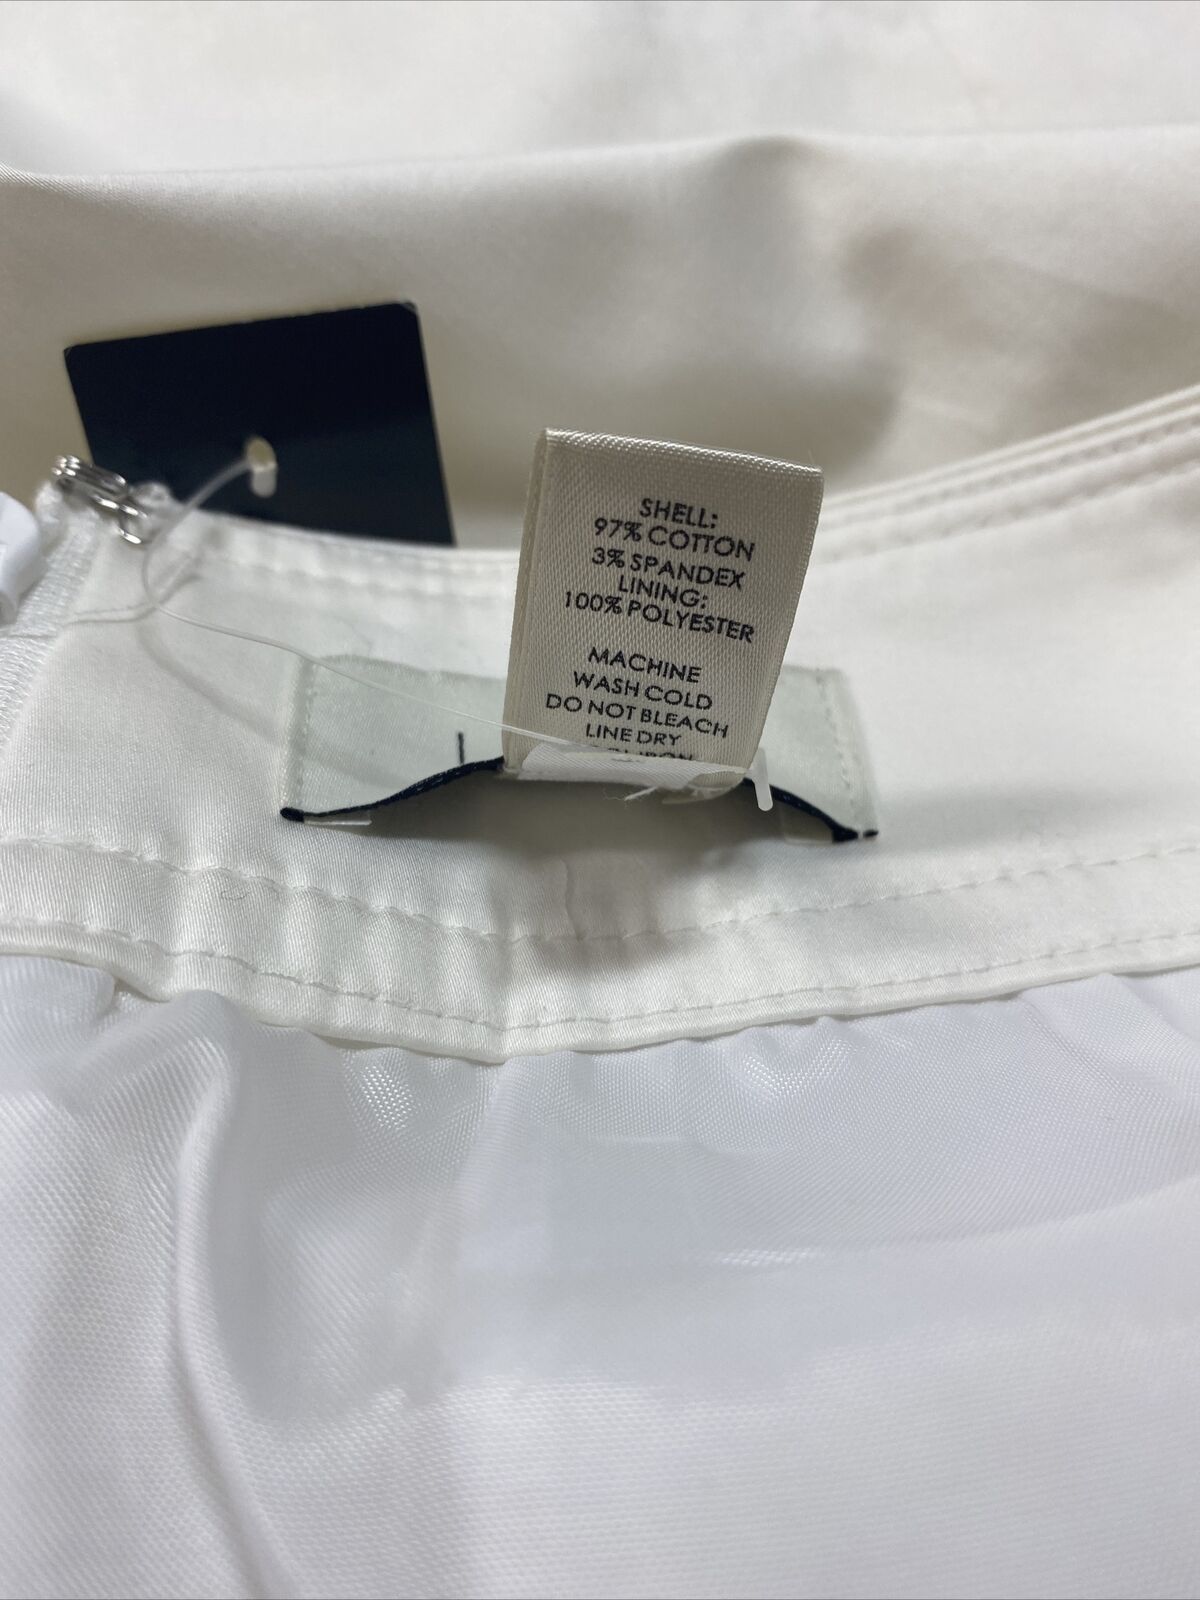 SHELL:
97% COTTON
3% SPANDEX
LINING:
100% POLYESTER
MACHINE
WASH COLD
DO NOT BLEACH
LINE DRY